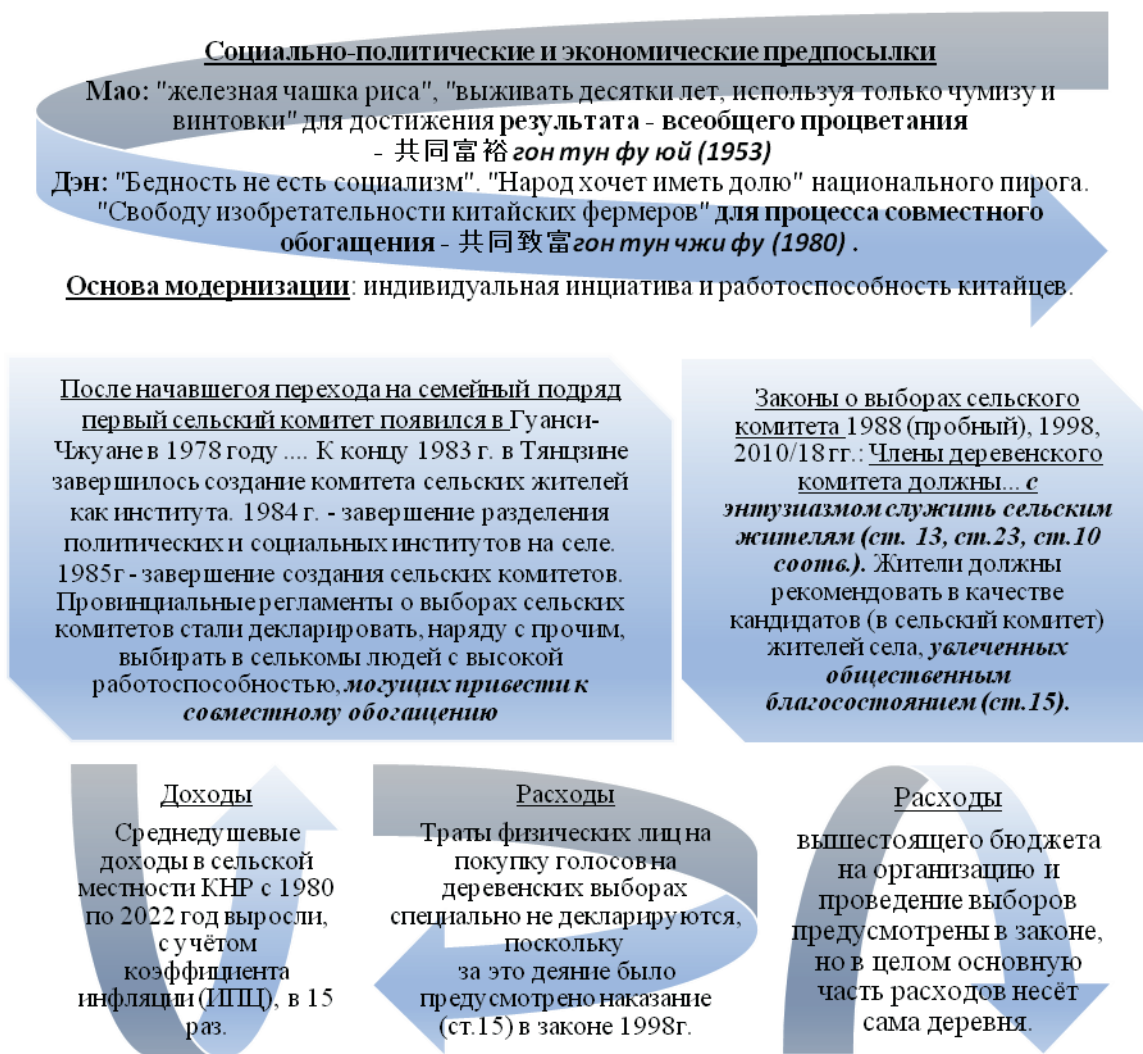 Социально-политические и экономические предпосылки
Мао: "железная чашка риса", "выживать десятки лет, используя только чумизу и
винтовки" для достижения результата - всеобщего процветания
- 共同富裕 гон тун фу юй (1953)
Дэн: "Бедность не есть социализм". "Народ хочет иметь долю" национального пирога.
"Свободу изобретательности китайских фермеров" для процесса совместного
обогащения - 共同致富 гон тун чжи фу (1980) .
Основа модернизации: индивидуальная инциатива и работоспособность китайцев.
После начавшегоя перехода на семейный подряд
первый сельский комитет появился в Гуанси-
Чжуане в 1978 году .... К концу 1983 г. в Тянцзине
завершилось создание комитета сельских жителей
как института. 1984 г. - завершение разделения
политических и социальных институтов на селе.
1985г - завершение создания сельских комитетов.
Провинциальные регламенты о выборах сельских
комитетов стали декларировать, наряду с прочим,
выбирать в селькомы людей с высокой
работоспособностью, могущих привести к
совместному обогащению
Законы о выборах сельского
комитета 1988 (пробный), 1998,
2010/18 гг.: Члены деревенского
комитета должны... с
энтузиазмом служить сельским
жителям (ст. 13, ст.23, ст.10
соотв.). Жители должны
рекомендовать в качестве
кандидатов (в сельский комитет)
жителей села, увлеченных
общественным
благосостоянием (ст.15).
Доходы
Среднедушевые
доходы в сельской
местности КНР с 1980
по 2022 год выросли,
с учётом
коэффициента
инфляции (ИПЦ), в 15
раз.
Расходы
Траты физических лиц на
покупку голосов на
деревенских выборах
специально не декларируются,
поскольку
за это деяние было
предусмотрено наказание
(ст.15) в законе 1998г.
Расходы
вышестоящего бюджета
на организацию и
проведение выборов
предусмотрены в законе,
но в целом основную
часть расходов несёт
сама деревня.